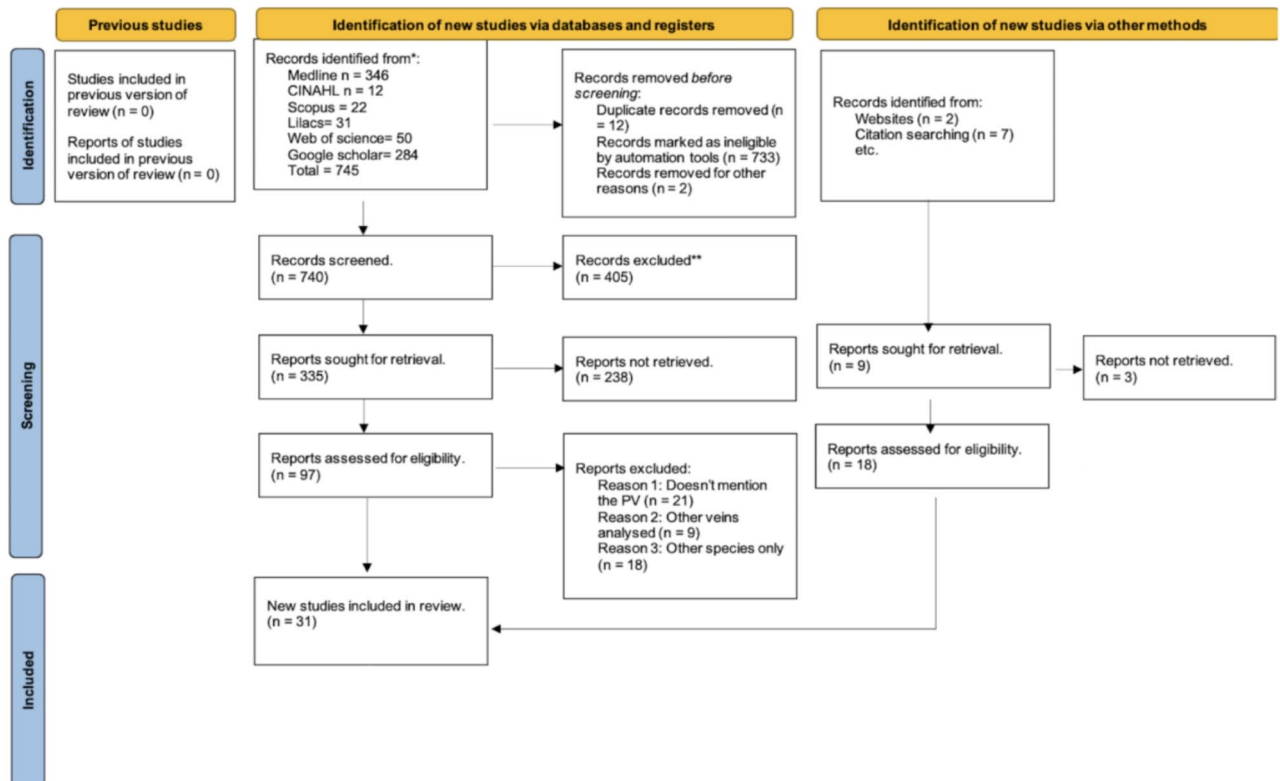 Previous studies
Identification of new studies via databases and registers
Identification of new studies via other methods
Identification
Studies included in
previous version of
review (n = 0)
Reports of studies
included in previous
version of review (n = 0)
Records identified from*:
Medline n = 346
CINAHL n = 12
Scopus = 22
Lilacs = 31
Web of science= 50
Google scholar= 284
Total = 745
Records removed before
screening:
Duplicate records removed (n
= 12)
Records marked as ineligible
by automation tools (n = 733)
Records removed for other
reasons (n = 2)
Records identified from:
Websites (n = 2)
Citation searching (n = 7)
etc.
Screening
Records screened.
(n = 740)
Records excluded**
(n = 405)
Reports sought for retrieval.
(n = 335)
Reports not retrieved.
(n = 238)
Reports sought for retrieval.
(n = 9)
Reports not retrieved.
(n = 3)
Reports assessed for eligibility.
(n = 97)
Reports excluded:
Reason 1: Doesn't mention
the PV (n = 21)
Reason 2: Other veins
analysed (n = 9)
Reason 3: Other species only
(n = 18)
Reports assessed for eligibility.
(n = 18)
Included
New studies included in review.
(n = 31)